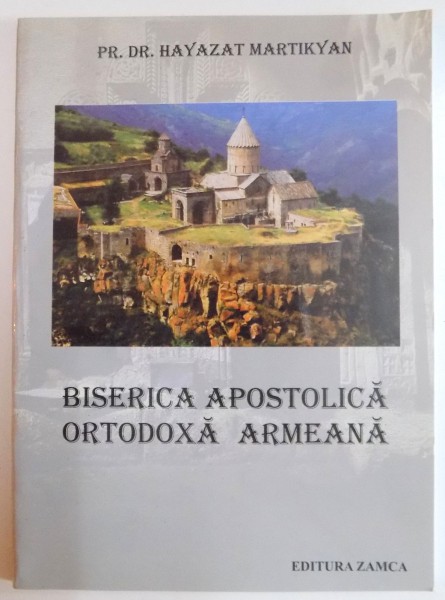 PR. DR. HAYAZAT MARTIKYAN
BISERICA APOSTOLICĂ
ORTODOXĂ ARMEANĂ
EDITURA ZAMCA